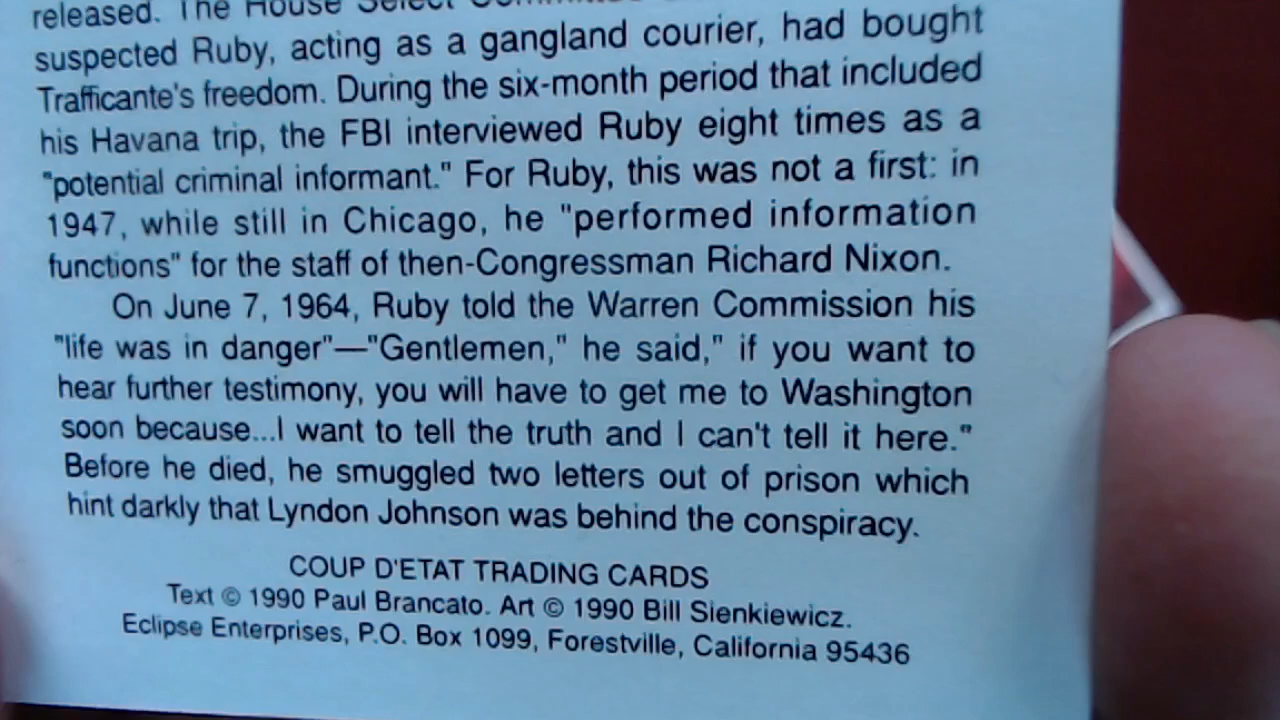 released. The House Select
suspected Ruby, acting as a gangland courier, had bought
Trafficante's freedom. During the six-month period that included
his Havana trip, the FBI interviewed Ruby eight times as a
"potential criminal informant." For Ruby, this was not a first: in
1947, while still in Chicago, he "performed information
functions" for the staff of then-Congressman Richard Nixon.
On June 7, 1964, Ruby told the Warren Commission his
"life was in danger"—"Gentlemen," he said," if you want to
hear further testimony, you will have to get me to Washington
soon because...I want to tell the truth and I can't tell it here."
Before he died, he smuggled two letters out of prison which
hint darkly that Lyndon Johnson was behind the conspiracy.
COUP D'ETAT TRADING CARDS
Text © 1990 Paul Brancato. Art © 1990 Bill Sienkiewicz.
Eclipse Enterprises, P.O. Box 1099, Forestville, California 95436